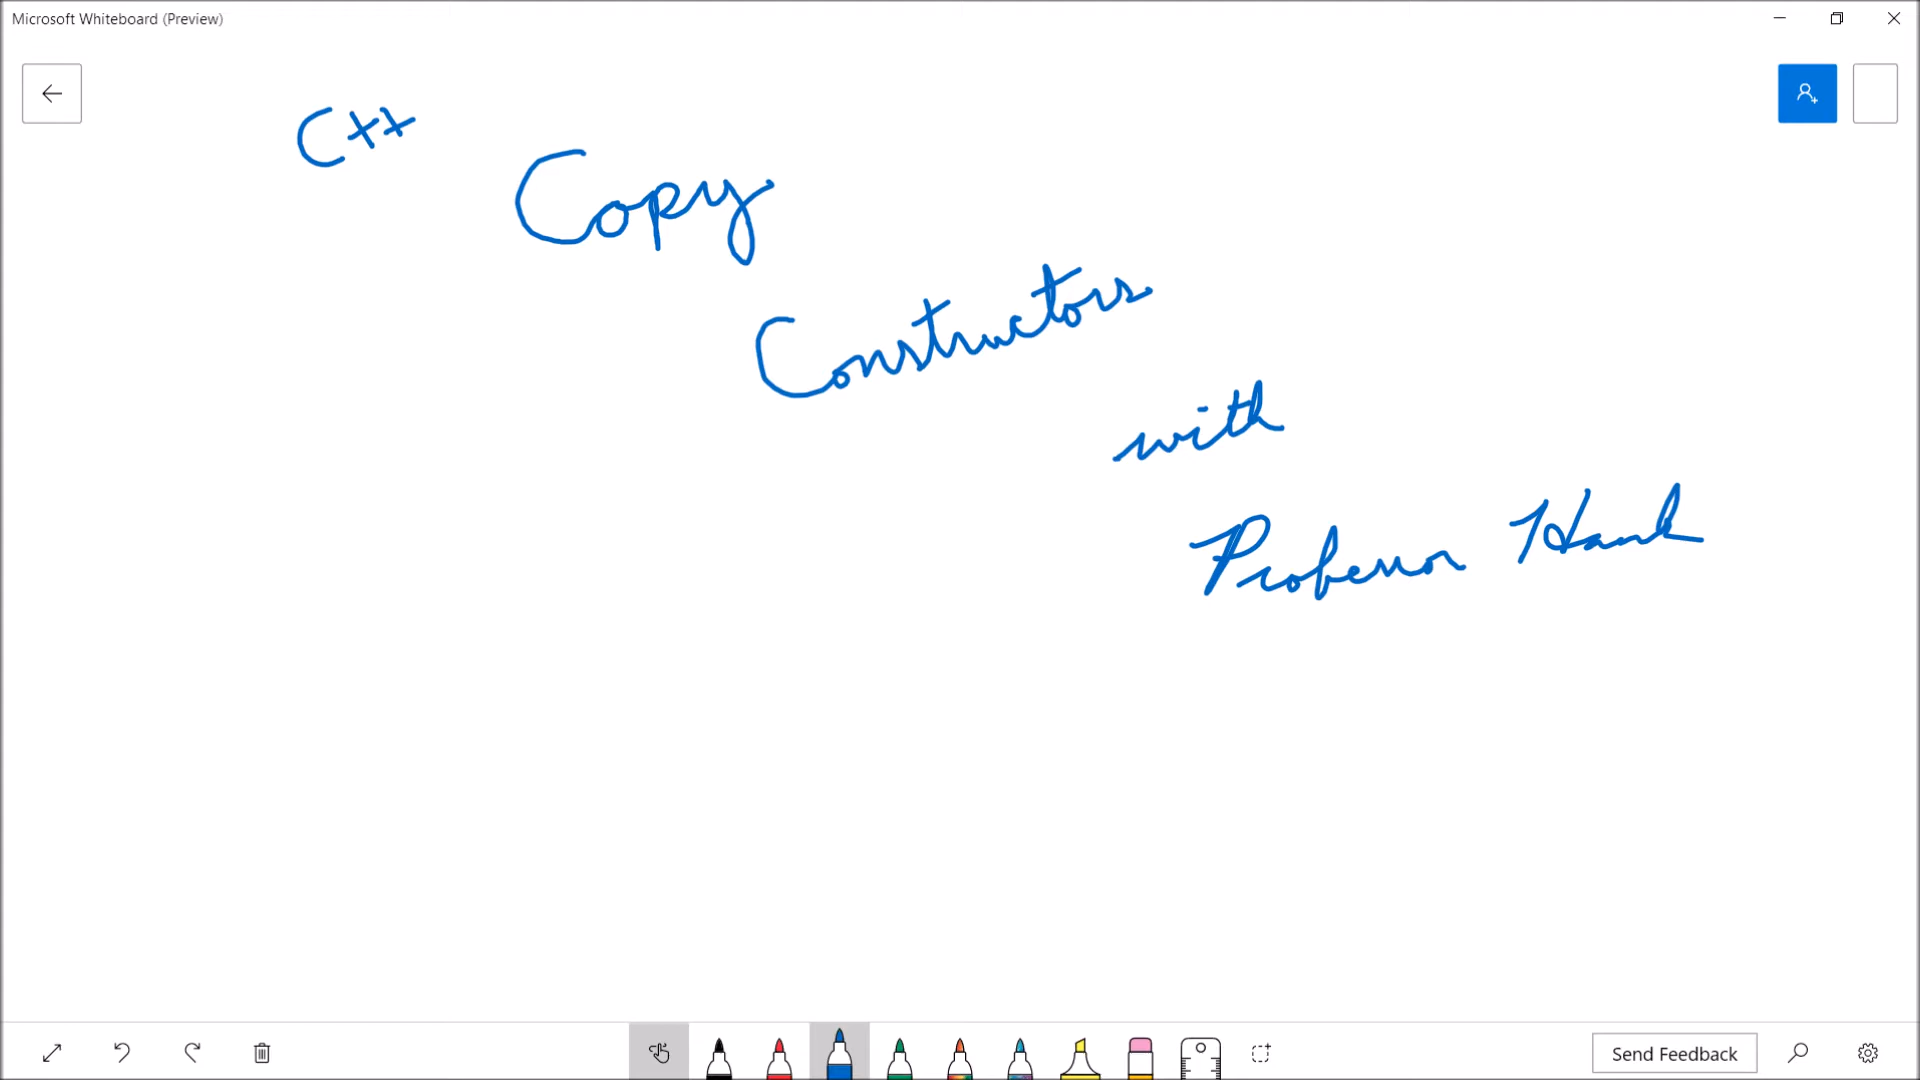 Microsoft Whiteboard (Preview)
C++
Copy
Constructors
with
Professor Hank
Send Feedback